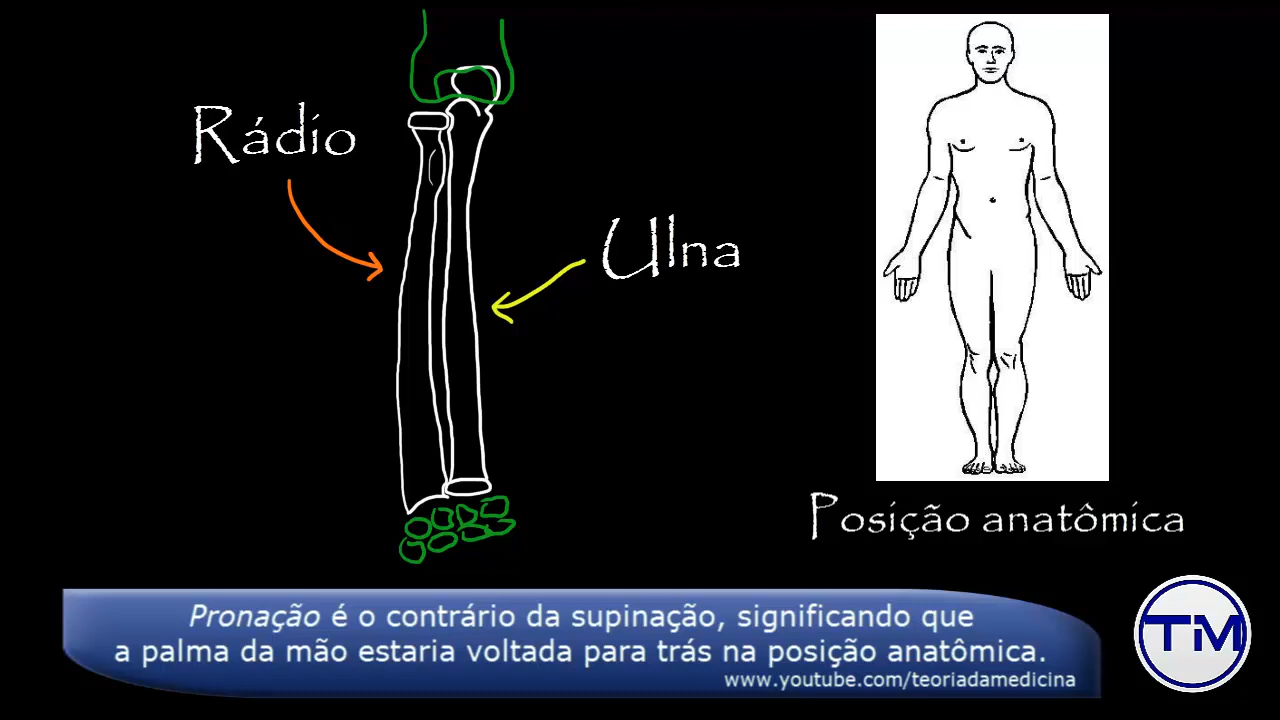 Rádio
Ulna
Posição anatômica
Pronação é o contrário da supinação, significando que
a palma da mão estaria voltada para trás na posição anatômica.
www.youtube.com/teoriadamedicina
TM